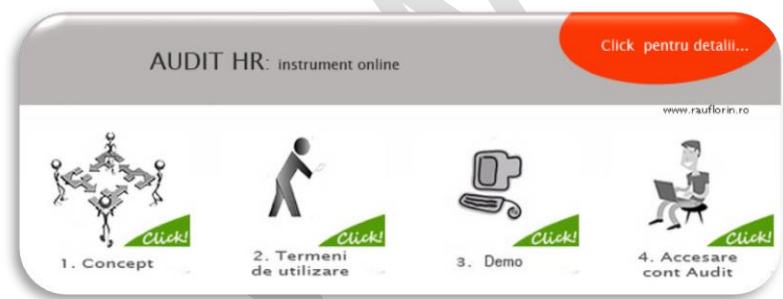 AUDIT HR: instrument online
Click pentru detalii...
www.rauflorin.ro
Click!
1. Concept
Click!
2. Termeni
de utilizare
Click!
3. Demo
Click!
4. Accesare
cont Audit